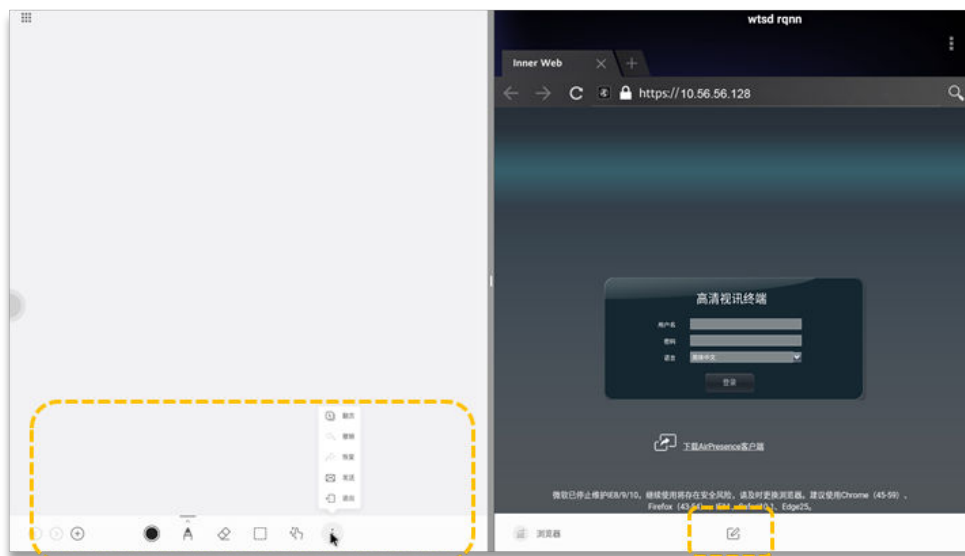 wtsd rqnn
Inner Web
https://10.56.56.128
高清视讯终端
用户名
密码
语言 简体中文
登录
下载AirPresence客户端
微软已停止维护IE8/9/10，继续使用将存在安全风险，请及时更换浏览器。建议使用Chrome（45-59）、
Firefox Edge25。
撤销
恢复
发送
退出
浏览器